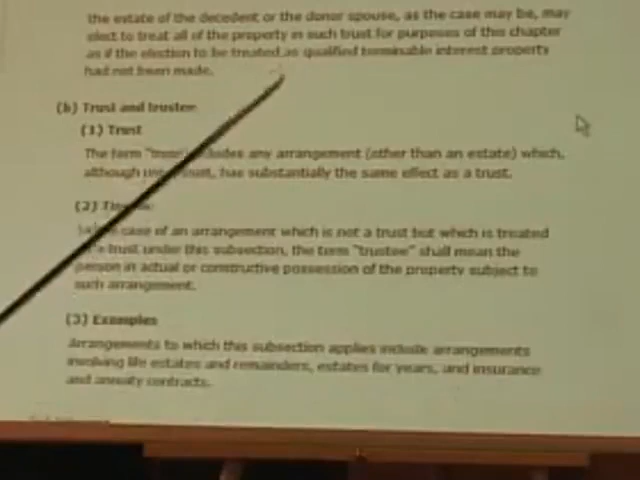 the estate of the decedent or the donor spouse, as the case may be, may
elect to treat all of the property in such trust for purposes of this chapter
as if the election to be treated as qualified terminable interest property
had not been made.
(b) Trust and trustee
(1) Trust
The term "trust" includes any arrangement (other than an estate) which,
although not a trust, has substantially the same effect as a trust.
(2)
case of an arrangement which is not a trust but which is treated
trust under this subsection, the term "trustee" shall mean the
person in actual or constructive possession of the property subject to
such arrangement.
(3) Examples
Arrangements to which this subsection applies include arrangements
involving life estates and remainders, estates for years, and insurance
and annuity contracts.